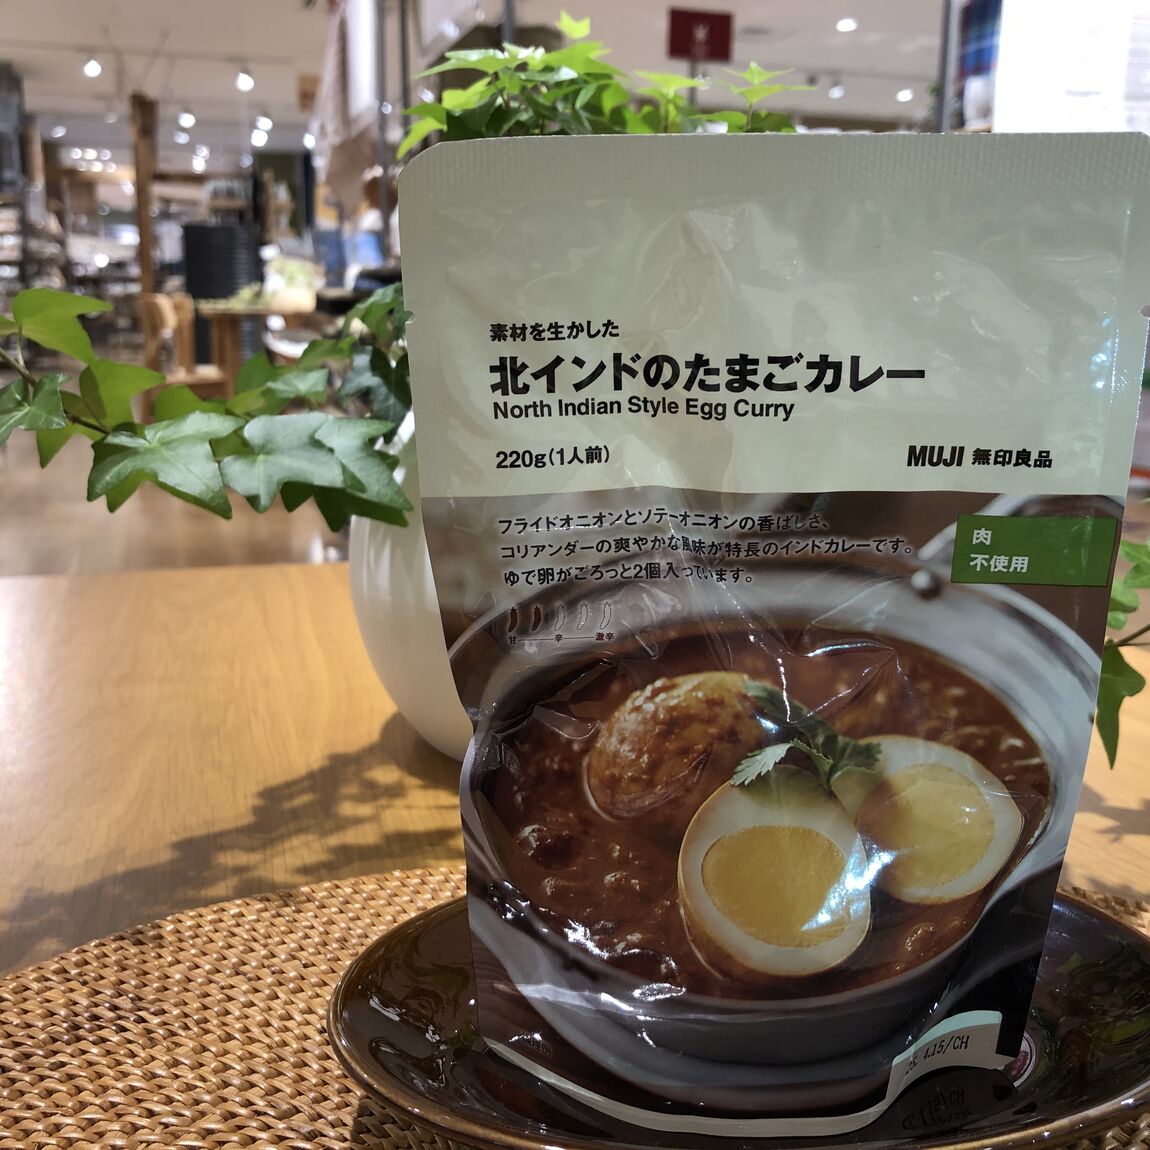 素材を生かした
北インドのたまごカレー
North Indian Style Egg Curry
220g(1人前)
MUJI 無印良品
フライドオニオンとソテーオニオンの香ばしさ、
コリアンダーの爽やかな風味が特長のインドカレーです。
ゆで卵がごろっと2個入っています。
肉
不使用
甘 辛 激辛
4.15/CH